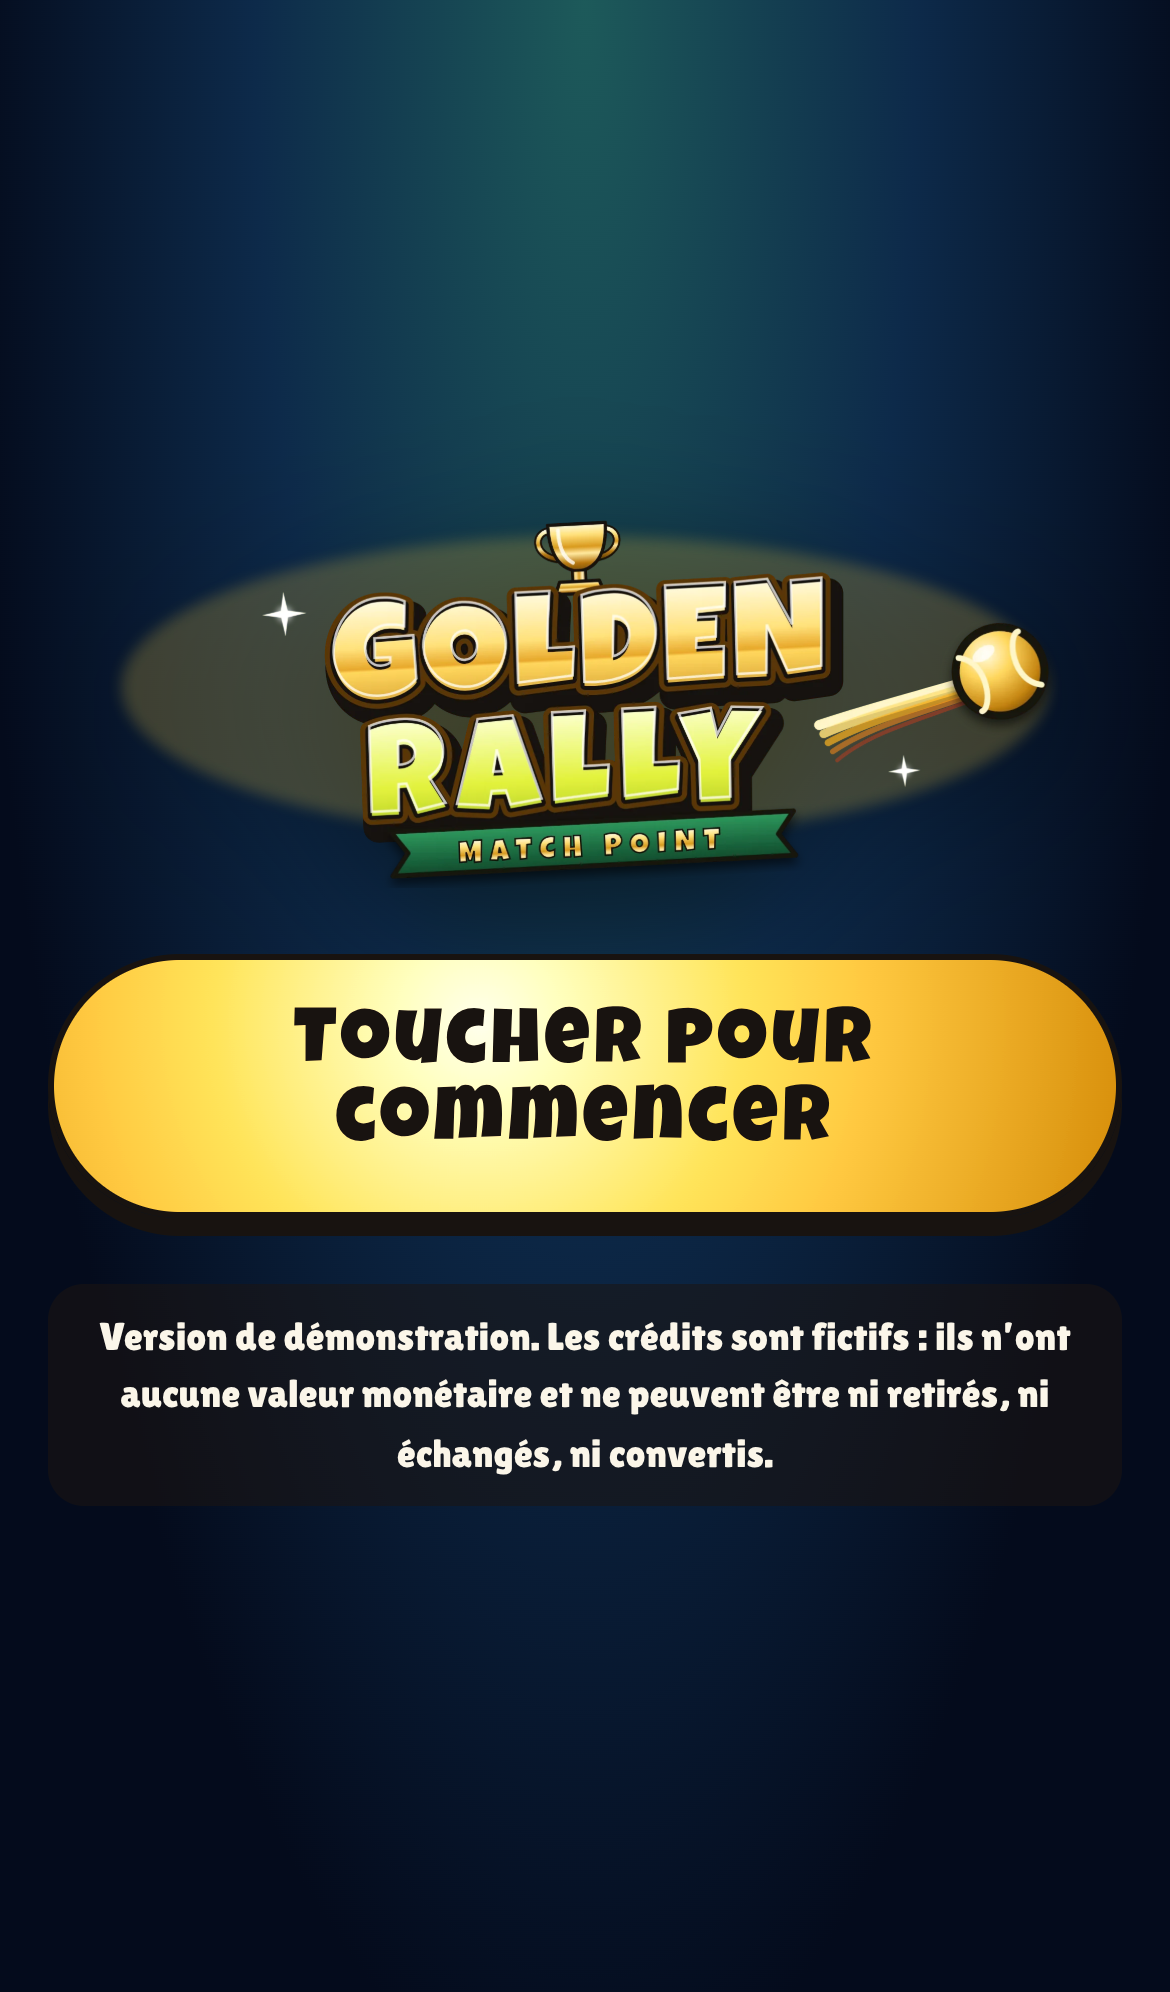 GOLDEN
RALLY
MATCH POINT
TOUCHER POUR
COMMENCER
Version de démonstration. Les crédits sont fictifs : ils n'ont
aucune valeur monétaire et ne peuvent être ni retirés, ni
échangés, ni convertis.